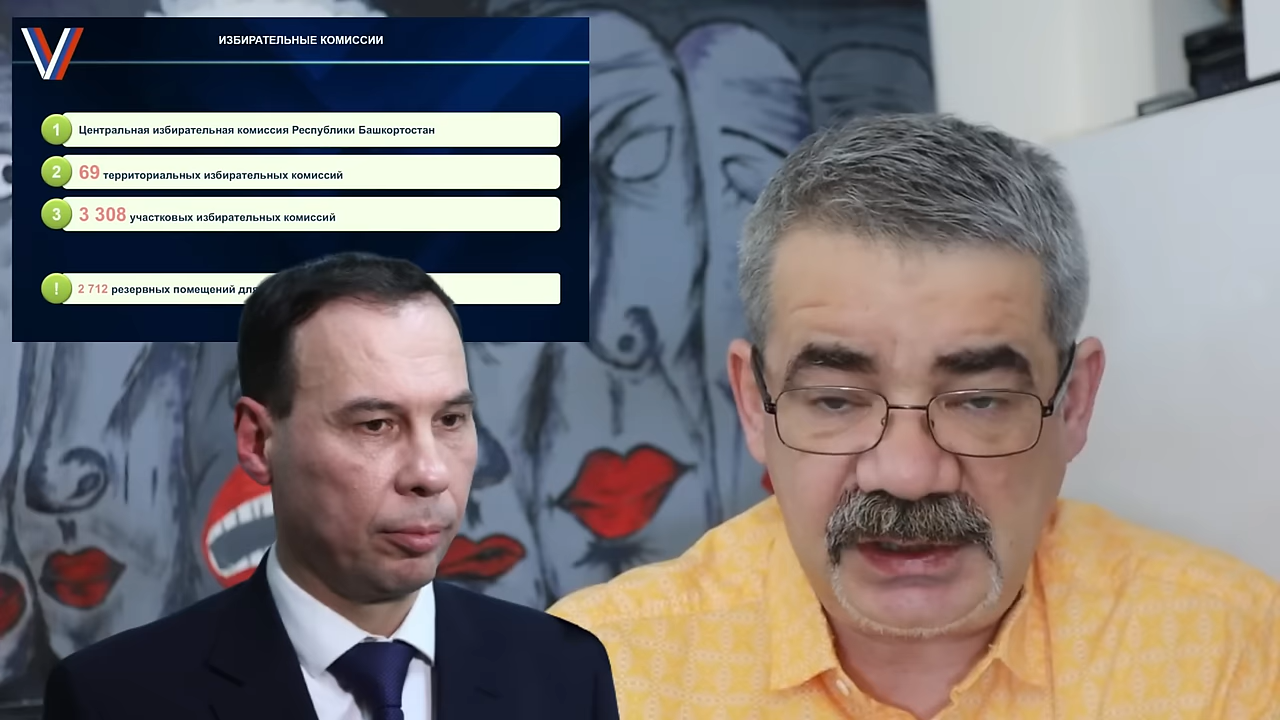 ИЗБИРАТЕЛЬНЫЕ КОМИССИИ
1 Центральная избирательная комиссия Республики Башкортостан
2 69 территориальных избирательных комиссий
3 3 308 участковых избирательных комиссий
! 2 712 резервных помещений для